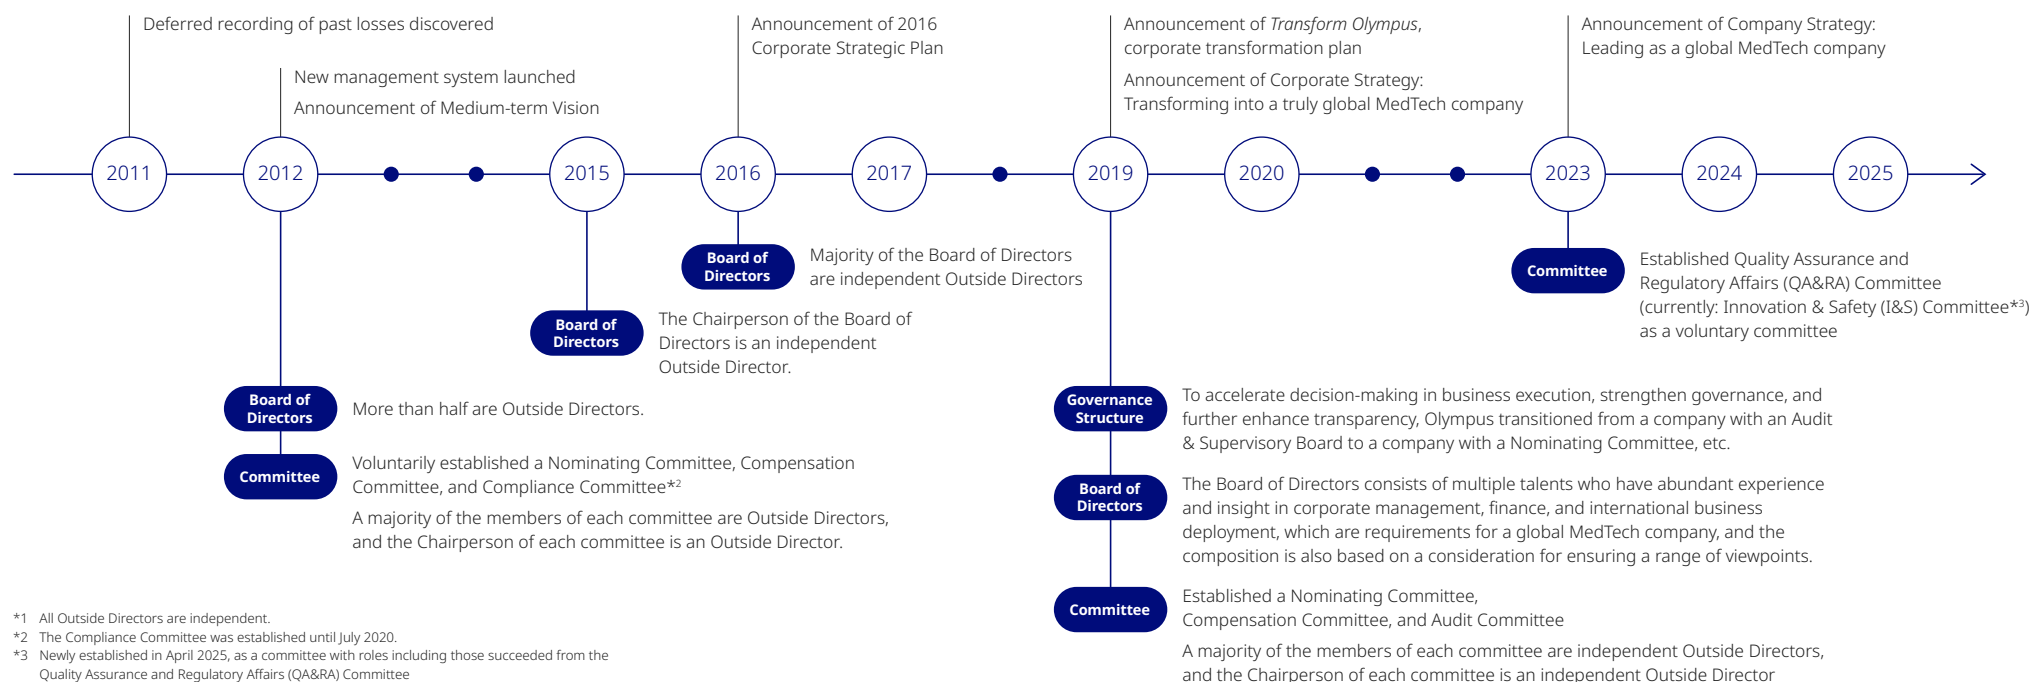 Deferred recording of past losses discovered
New management system launched
Announcement of Medium-term Vision
Announcement of 2016
Corporate Strategic Plan
Announcement of Transform Olympus,
corporate transformation plan
Announcement of Corporate Strategy:
Transforming into a truly global MedTech company
Announcement of Company Strategy:
Leading as a global MedTech company
2011
2012
2015
2016
2017
2019
2020
2023
2024
2025
Board of
Directors
More than half are Outside Directors.
Committee
Voluntarily established a Nominating Committee, Compensation
Committee, and Compliance Committee*2
A majority of the members of each committee are Outside Directors,
and the Chairperson of each committee is an Outside Director.
Board of
Directors
The Chairperson of the Board of
Directors is an independent
Outside Director.
Board of
Directors
Majority of the Board of Directors
are independent Outside Directors
Governance
Structure
To accelerate decision-making in business execution, strengthen governance, and
further enhance transparency, Olympus transitioned from a company with an Audit
& Supervisory Board to a company with a Nominating Committee, etc.
Board of
Directors
The Board of Directors consists of multiple talents who have abundant experience
and insight in corporate management, finance, and international business
deployment, which are requirements for a global MedTech company, and the
composition is also based on a consideration for ensuring a range of viewpoints.
Committee
Established a Nominating Committee,
Compensation Committee, and Audit Committee
A majority of the members of each committee are independent Outside Directors,
and the Chairperson of each committee is an independent Outside Director
Committee
Established Quality Assurance and
Regulatory Affairs (QA&RA) Committee
(currently: Innovation & Safety (I&S) Committee*3)
as a voluntary committee
*1 All Outside Directors are independent.
*2 The Compliance Committee was established until July 2020.
*3 Newly established in April 2025, as a committee with roles including those succeeded from the
Quality Assurance and Regulatory Affairs (QA&RA) Committee